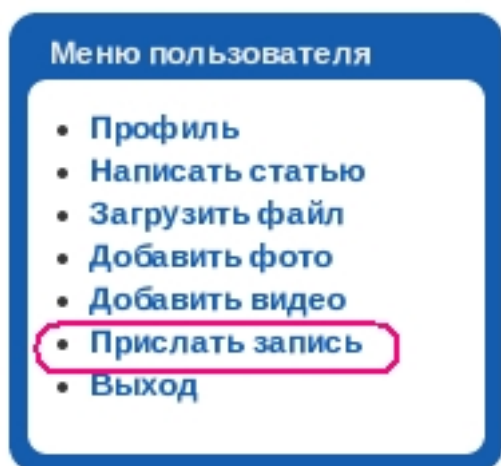 Меню пользователя
Профиль
Написать статью
Загрузить файл
Добавить фото
Добавить видео
Прислать запись
Выход